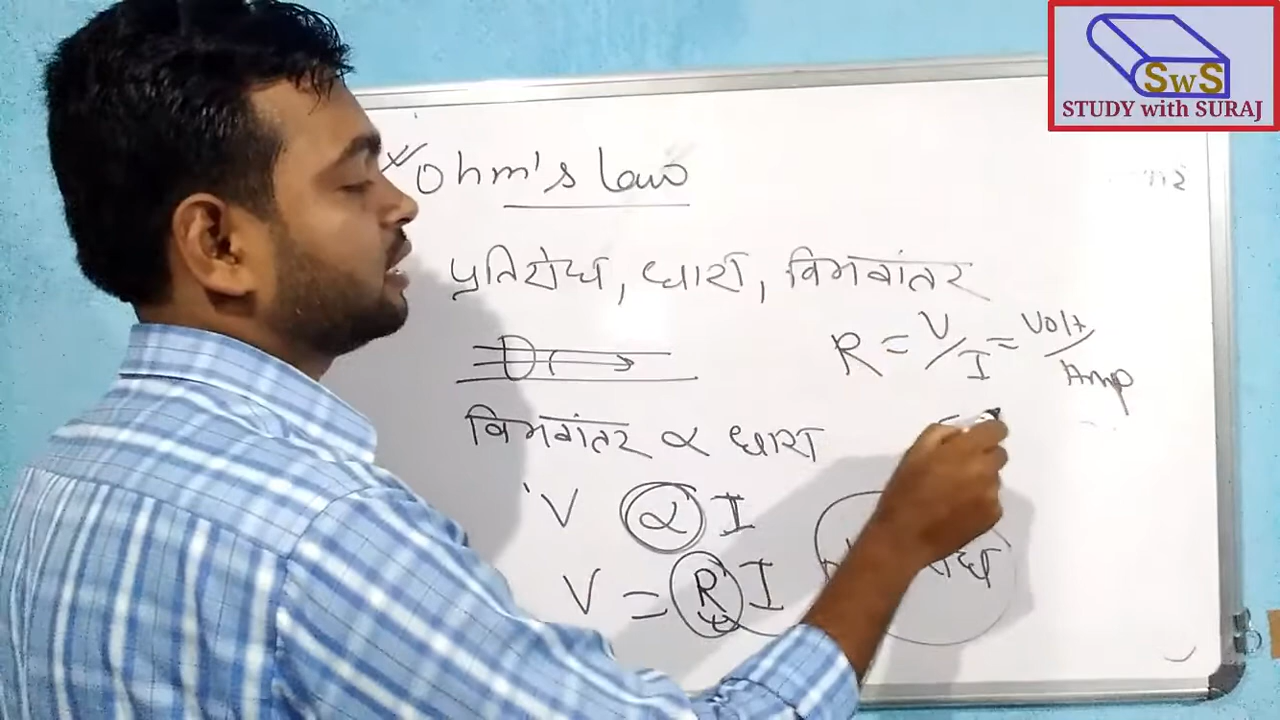 SwS
STUDY with SURAJ
Ohm's law
प्रतिरोध, धारा, विभवांतर
R = V/I = Volt/Amp
विभवांतर ∝ धारा
V ∝ I
V = R I